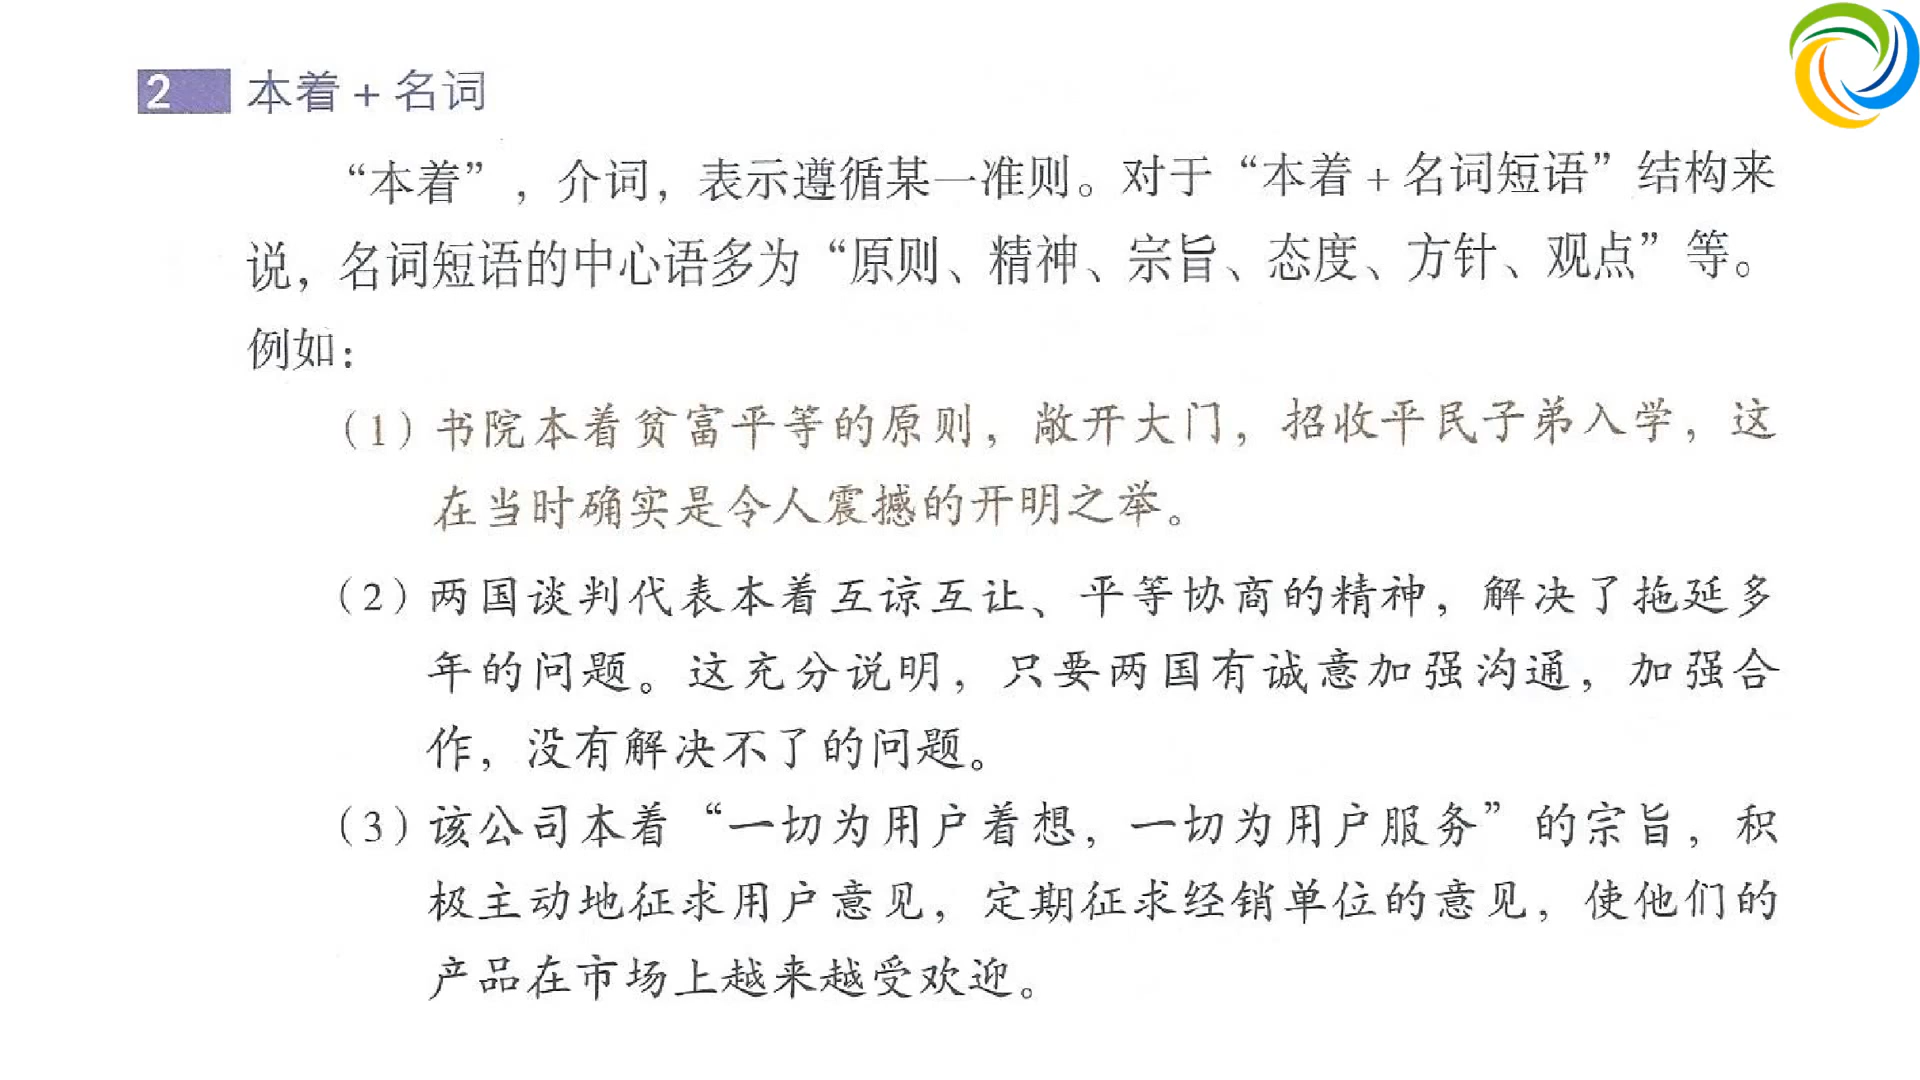 2 本着 + 名词
“本着”，介词，表示遵循某一准则。对于“本着 + 名词短语”结构来
说，名词短语的中心语多为“原则、精神、宗旨、态度、方针、观点”等。
例如：
（1）书院本着贫富平等的原则，敞开大门，招收平民子弟入学，这
在当时确实是令人震撼的开明之举。
（2）两国谈判代表本着互谅互让、平等协商的精神，解决了拖延多
年的问题。这充分说明，只要两国有诚意加强沟通，加强合
作，没有解决不了的问题。
（3）该公司本着“一切为用户着想，一切为用户服务”的宗旨，积
极主动地征求用户意见，定期征求经销单位的意见，使他们的
产品在市场上越来越受欢迎。